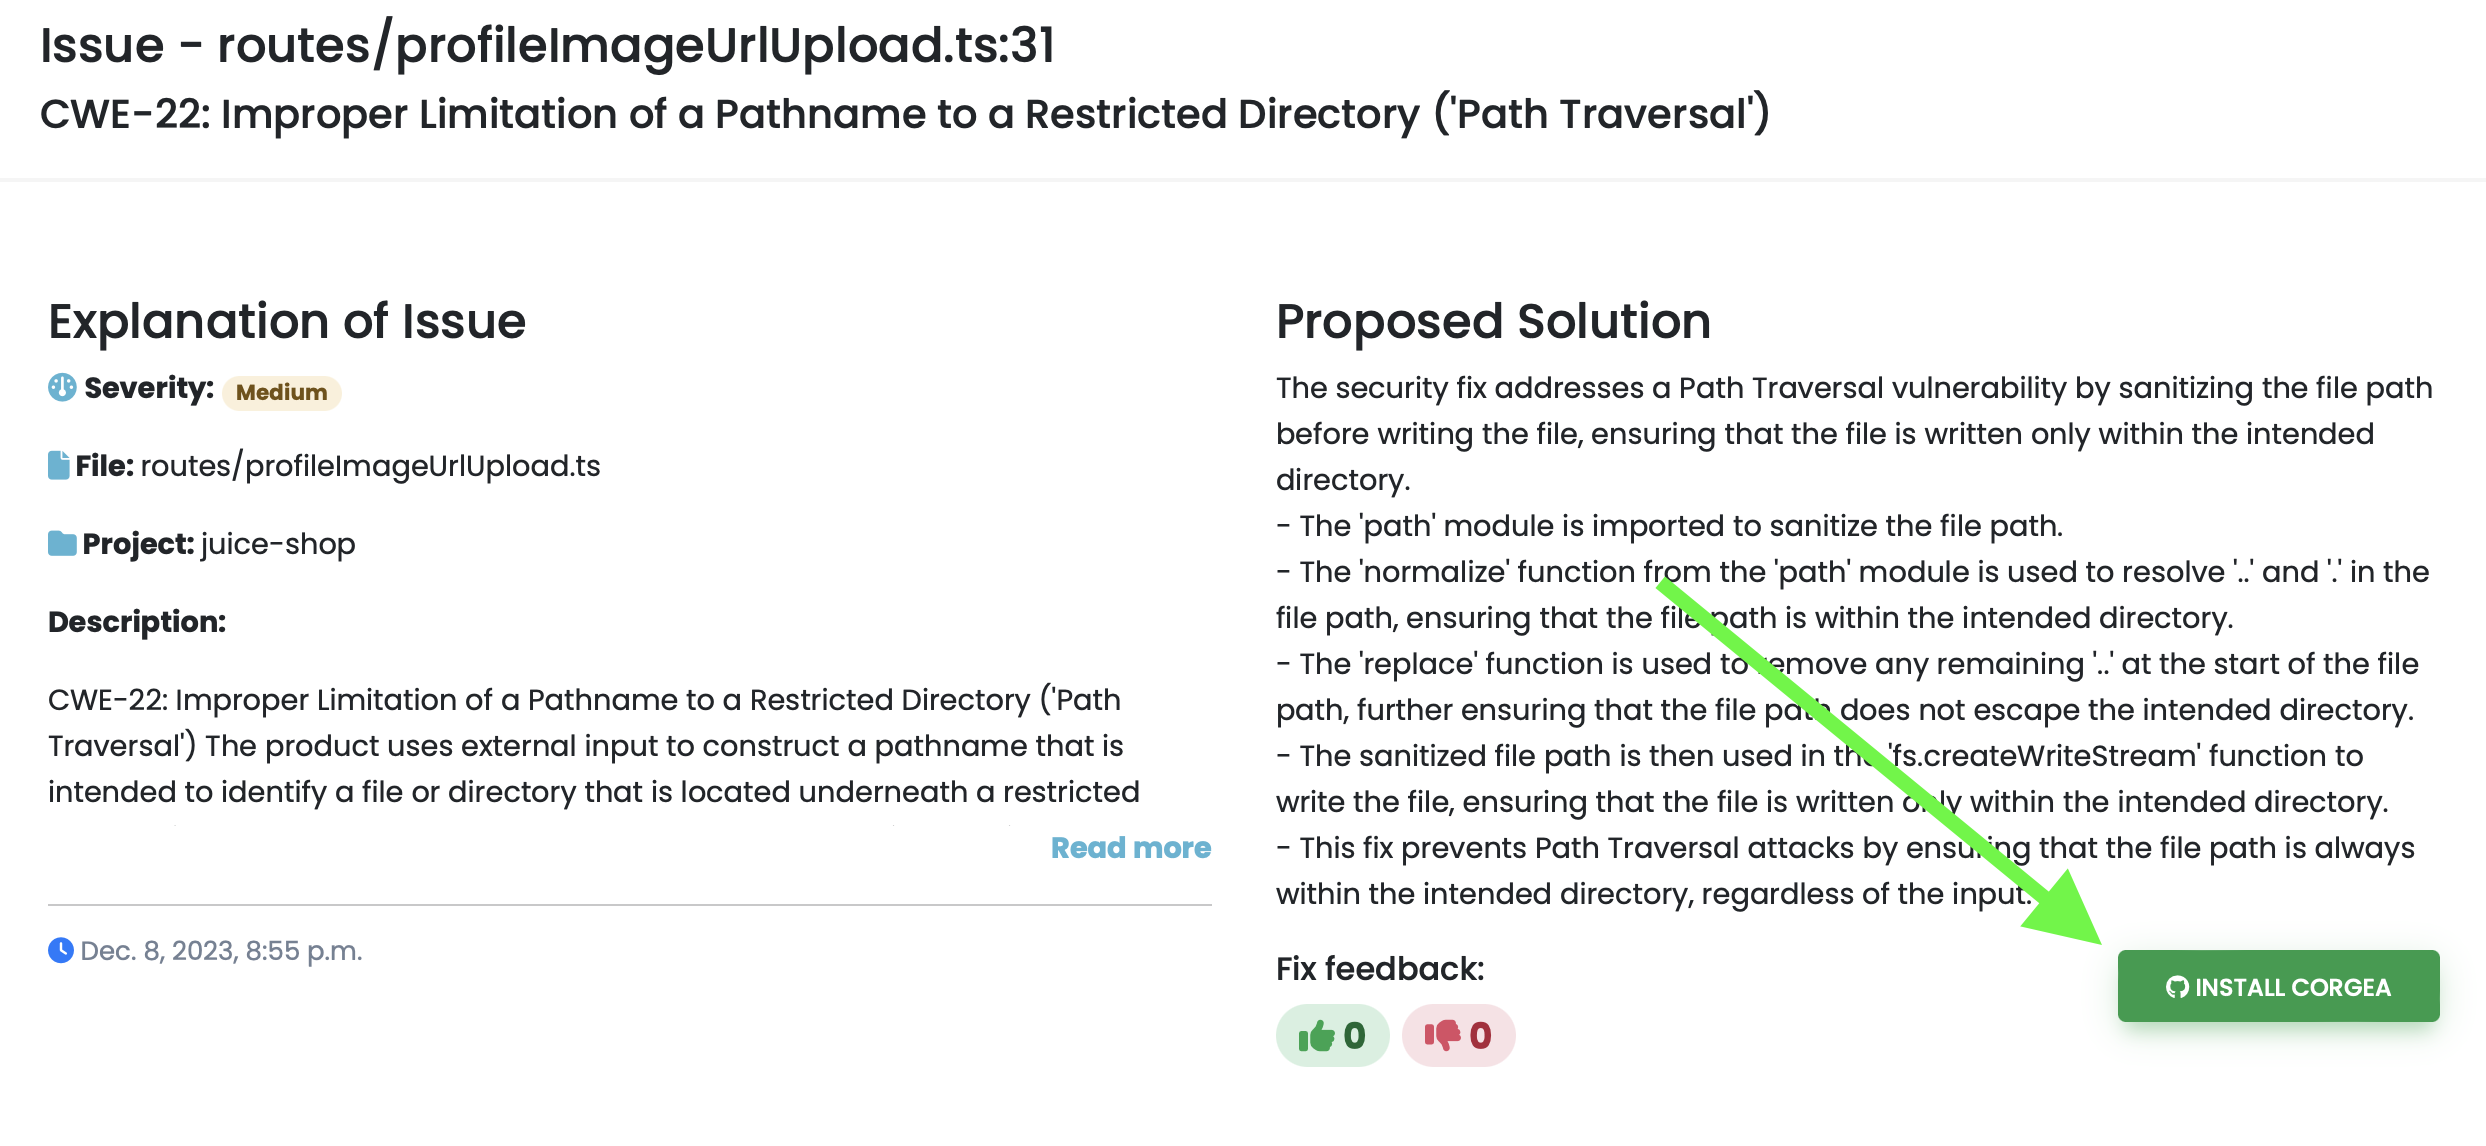 Issue - routes/profileImageUrlUpload.ts:31
CWE-22: Improper Limitation of a Pathname to a Restricted Directory ('Path Traversal')
Explanation of Issue
Severity: Medium
File: routes/profileImageUrlUpload.ts
Project: juice-shop
Description:
CWE-22: Improper Limitation of a Pathname to a Restricted Directory ('Path
Traversal') The product uses external input to construct a pathname that is
intended to identify a file or directory that is located underneath a restricted
Read more
Dec. 8, 2023, 8:55 p.m.
Proposed Solution
The security fix addresses a Path Traversal vulnerability by sanitizing the file path
before writing the file, ensuring that the file is written only within the intended
directory.
- The 'path' module is imported to sanitize the file path.
- The 'normalize' function from the 'path' module is used to resolve '..' and '.' in the
file path, ensuring that the file path is within the intended directory.
- The 'replace' function is used to remove any remaining '..' at the start of the file
path, further ensuring that the file path does not escape the intended directory.
- The sanitized file path is then used in the 'fs.createWriteStream' function to
write the file, ensuring that the file is written only within the intended directory.
- This fix prevents Path Traversal attacks by ensuring that the file path is always
within the intended directory, regardless of the input.
Fix feedback:
0 0
INSTALL CORGEA